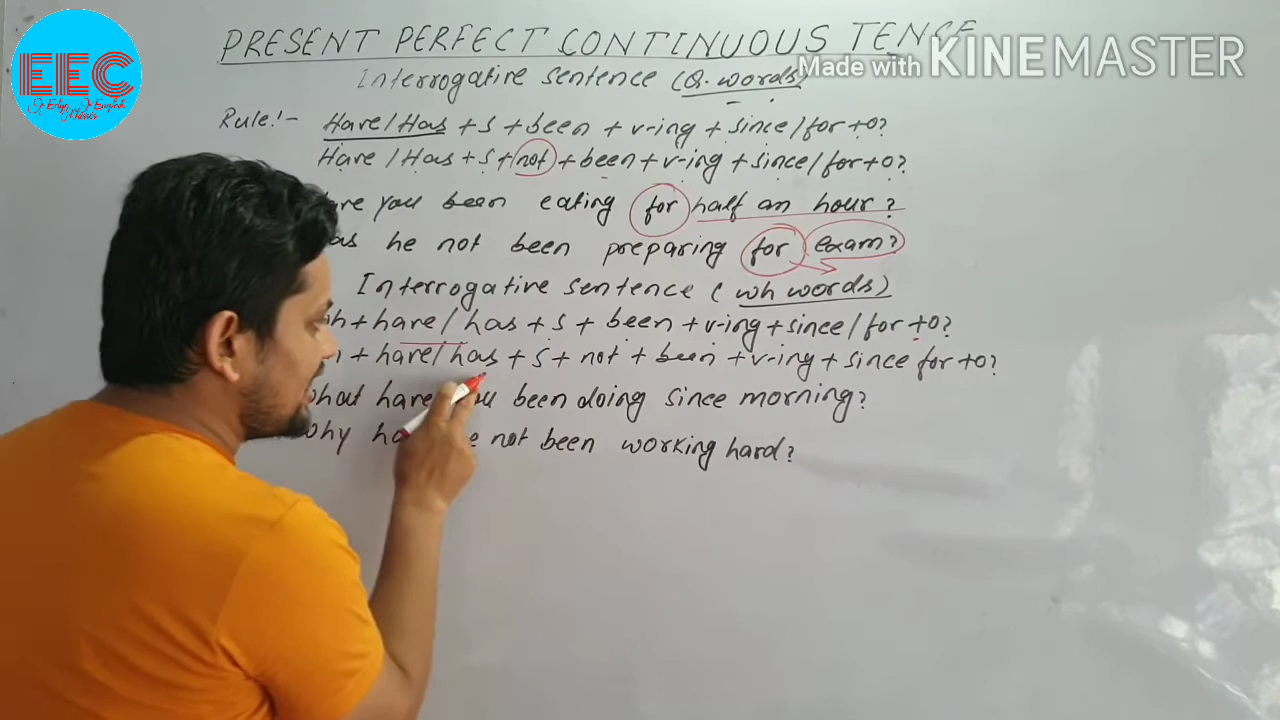 EEC
PRESENT PERFECT CONTINUOUS TENCE
Made with KINEMASTER
Interrogative sentence (Q. words)
Rule:- Have/Has + S + been + v-ing + since/for + O?
Have/Has + S + not + been + v-ing + since/for + O?
you been eating for half an hour?
he not been preparing for exam?
Interrogative sentence (wh words)
+ have/has + S + been + v-ing + since/for + O?
+ have/has + S + not + been + v-ing + since for + O?
What have been doing since morning?
Why not been working hard?